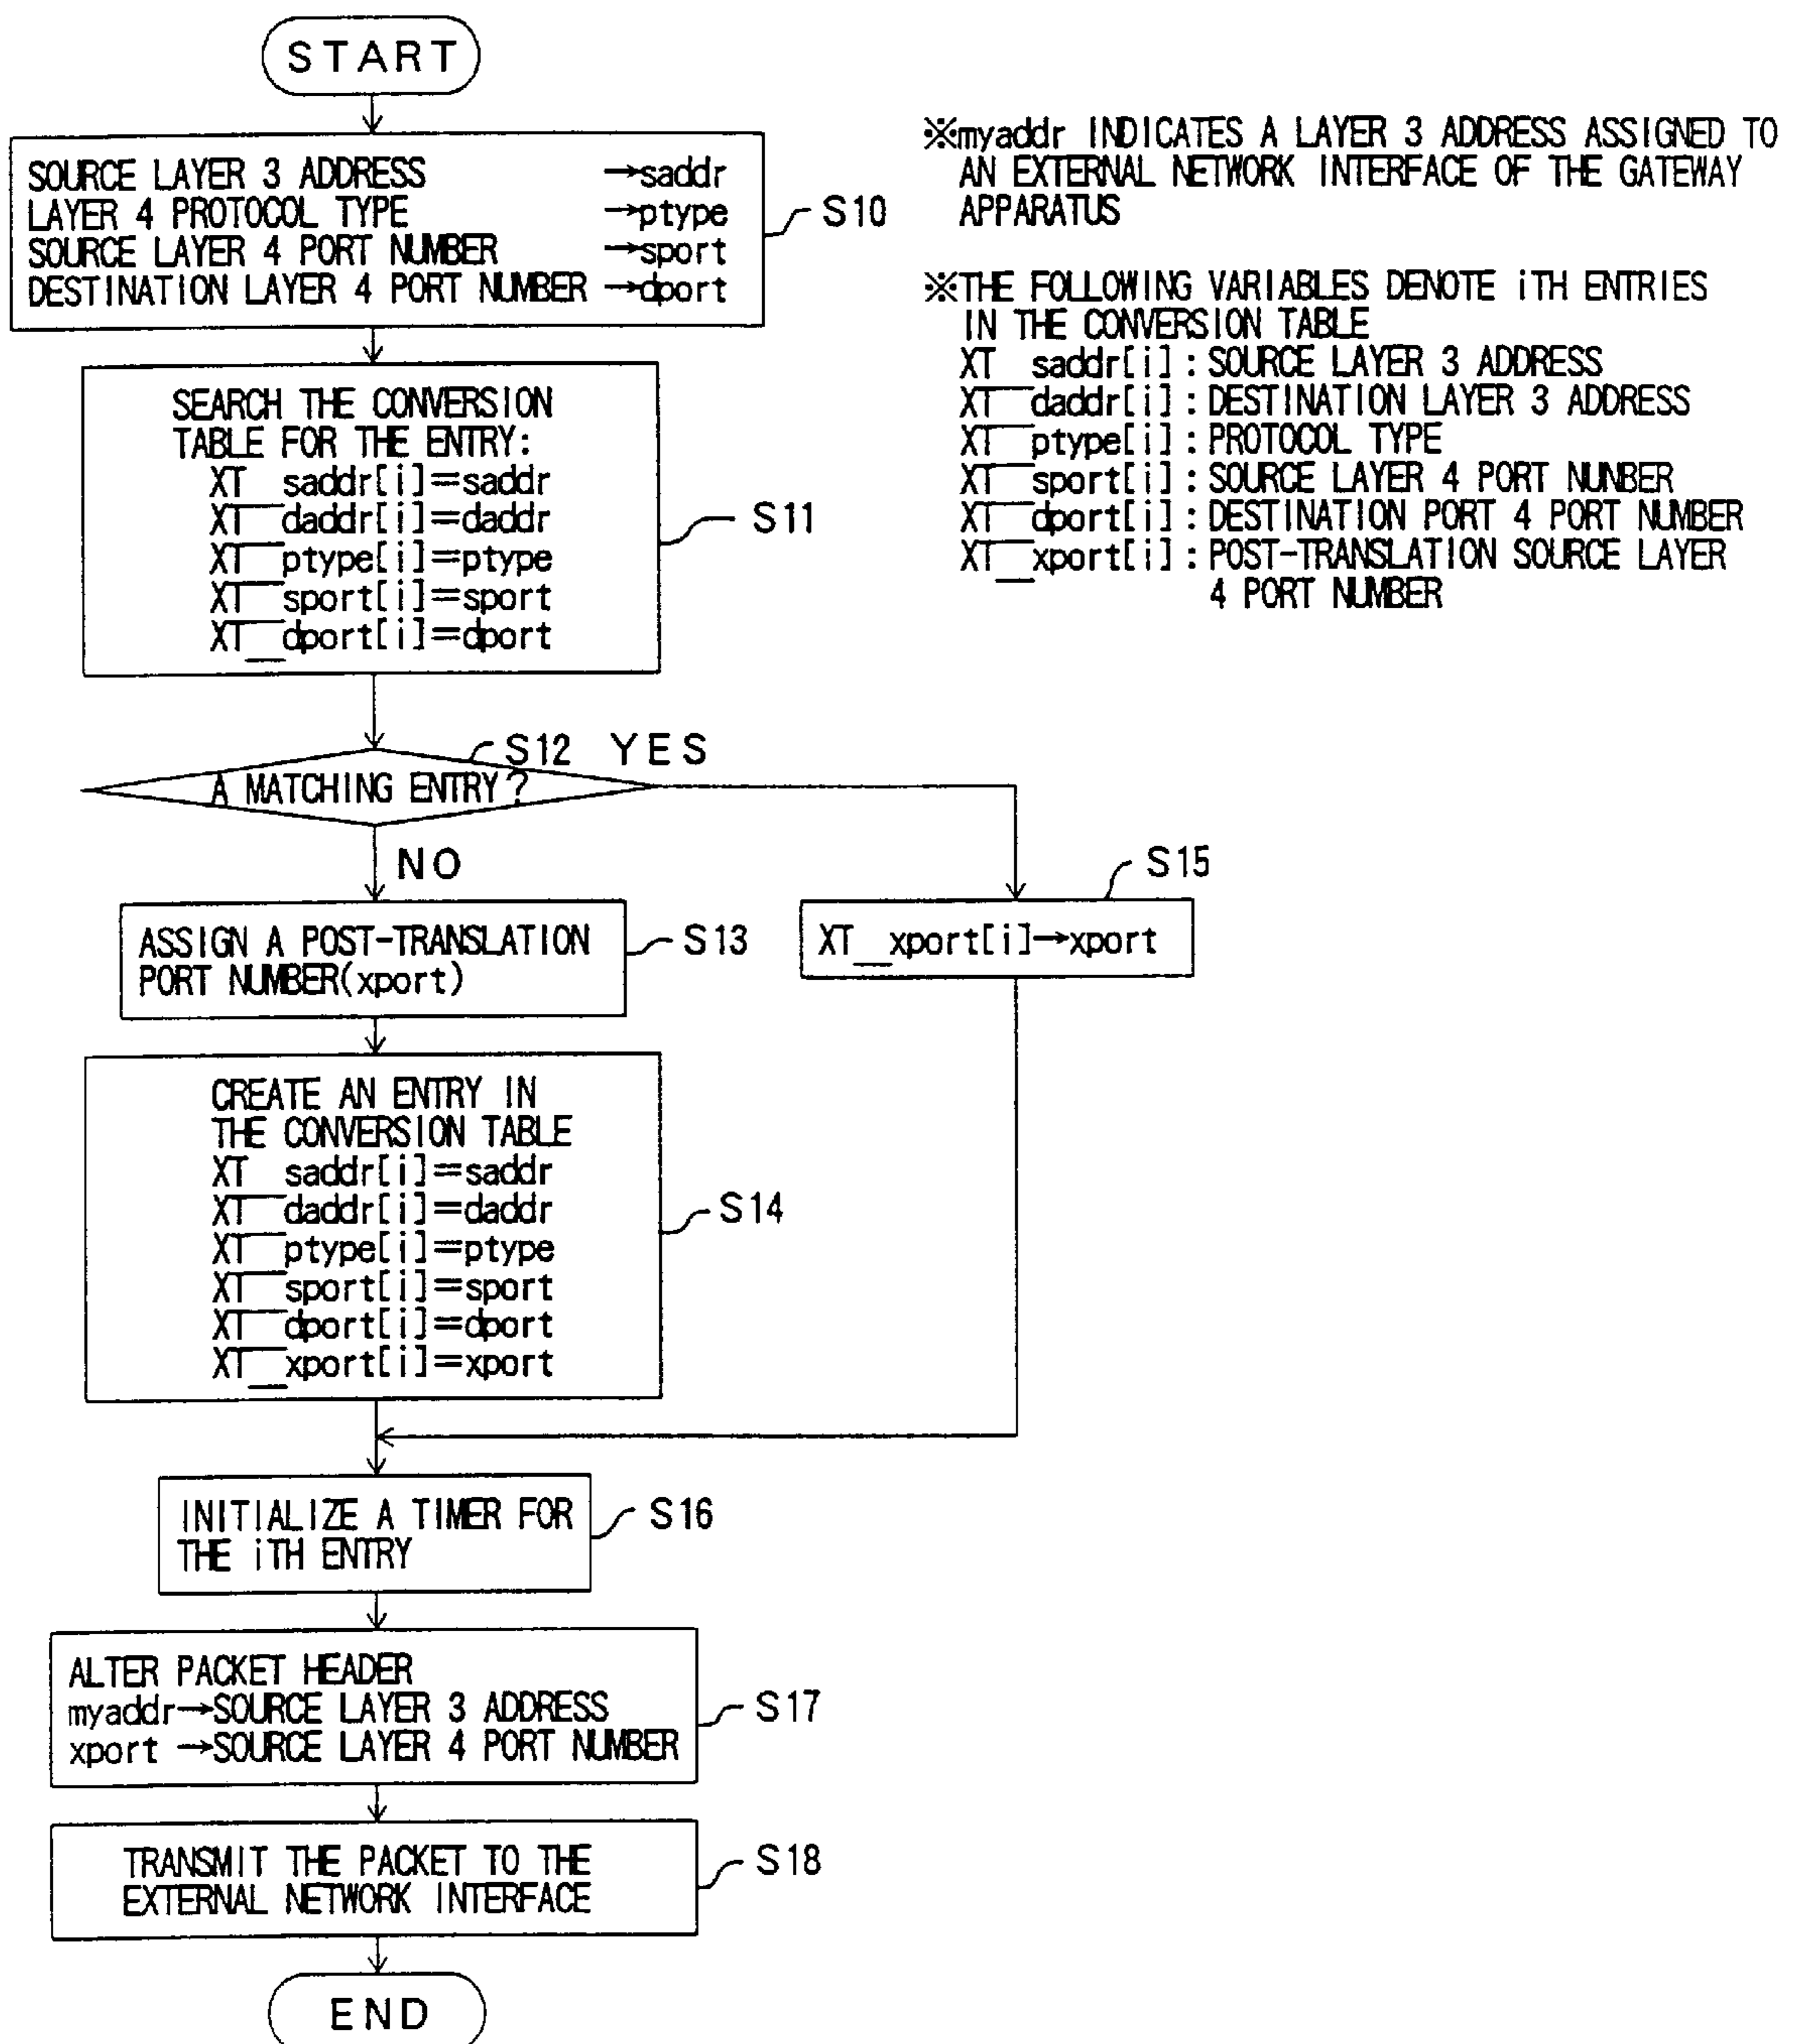 START
SOURCE LAYER 3 ADDRESS →saddr
LAYER 4 PROTOCOL TYPE →ptype
SOURCE LAYER 4 PORT NUMBER →sport
DESTINATION LAYER 4 PORT NUMBER →dport
S10
※myaddr INDICATES A LAYER 3 ADDRESS ASSIGNED TO
AN EXTERNAL NETWORK INTERFACE OF THE GATEWAY
APPARATUS
※THE FOLLOWING VARIABLES DENOTE iTH ENTRIES
IN THE CONVERSION TABLE
XT_saddr[i]:SOURCE LAYER 3 ADDRESS
XT_daddr[i]:DESTINATION LAYER 3 ADDRESS
XT_ptype[i]:PROTOCOL TYPE
XT_sport[i]:SOURCE LAYER 4 PORT NUNBER
XT_dport[i]:DESTINATION PORT 4 PORT NUMBER
XT_xport[i]:POST-TRANSLATION SOURCE LAYER
4 PORT NUMBER
SEARCH THE CONVERSION
TABLE FOR THE ENTRY:
XT_saddr[i]=saddr
XT_daddr[i]=daddr
XT_ptype[i]=ptype
XT_sport[i]=sport
XT_dport[i]=dport
S11
S12 YES
A MATCHING ENTRY?
NO
S15
XT_xport[i]→xport
ASSIGN A POST-TRANSLATION
PORT NUMBER(xport)
S13
CREATE AN ENTRY IN
THE CONVERSION TABLE
XT_saddr[i]=saddr
XT_daddr[i]=daddr
XT_ptype[i]=ptype
XT_sport[i]=sport
XT_dport[i]=dport
XT_xport[i]=xport
S14
INITIALIZE A TIMER FOR
THE iTH ENTRY
S16
ALTER PACKET HEADER
myaddr→SOURCE LAYER 3 ADDRESS
xport →SOURCE LAYER 4 PORT NUMBER
S17
TRANSMIT THE PACKET TO THE
EXTERNAL NETWORK INTERFACE
S18
END